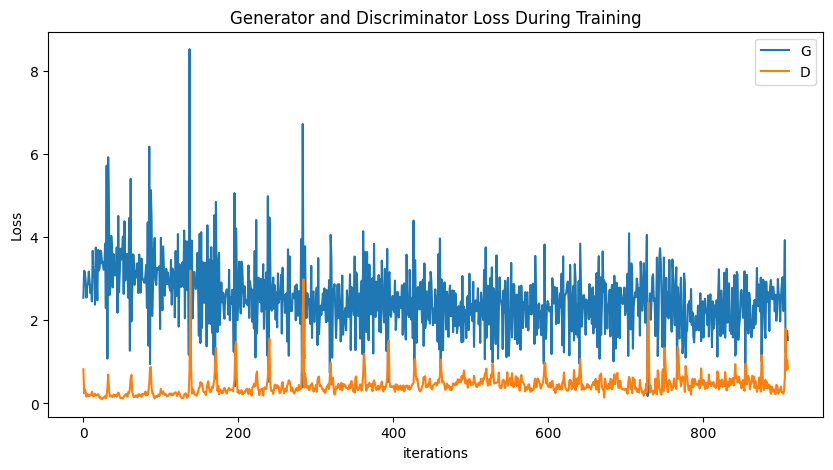 Generator and Discriminator Loss During Training
G
D
8
6
4
2
0
Loss
0 200 400 600 800
iterations